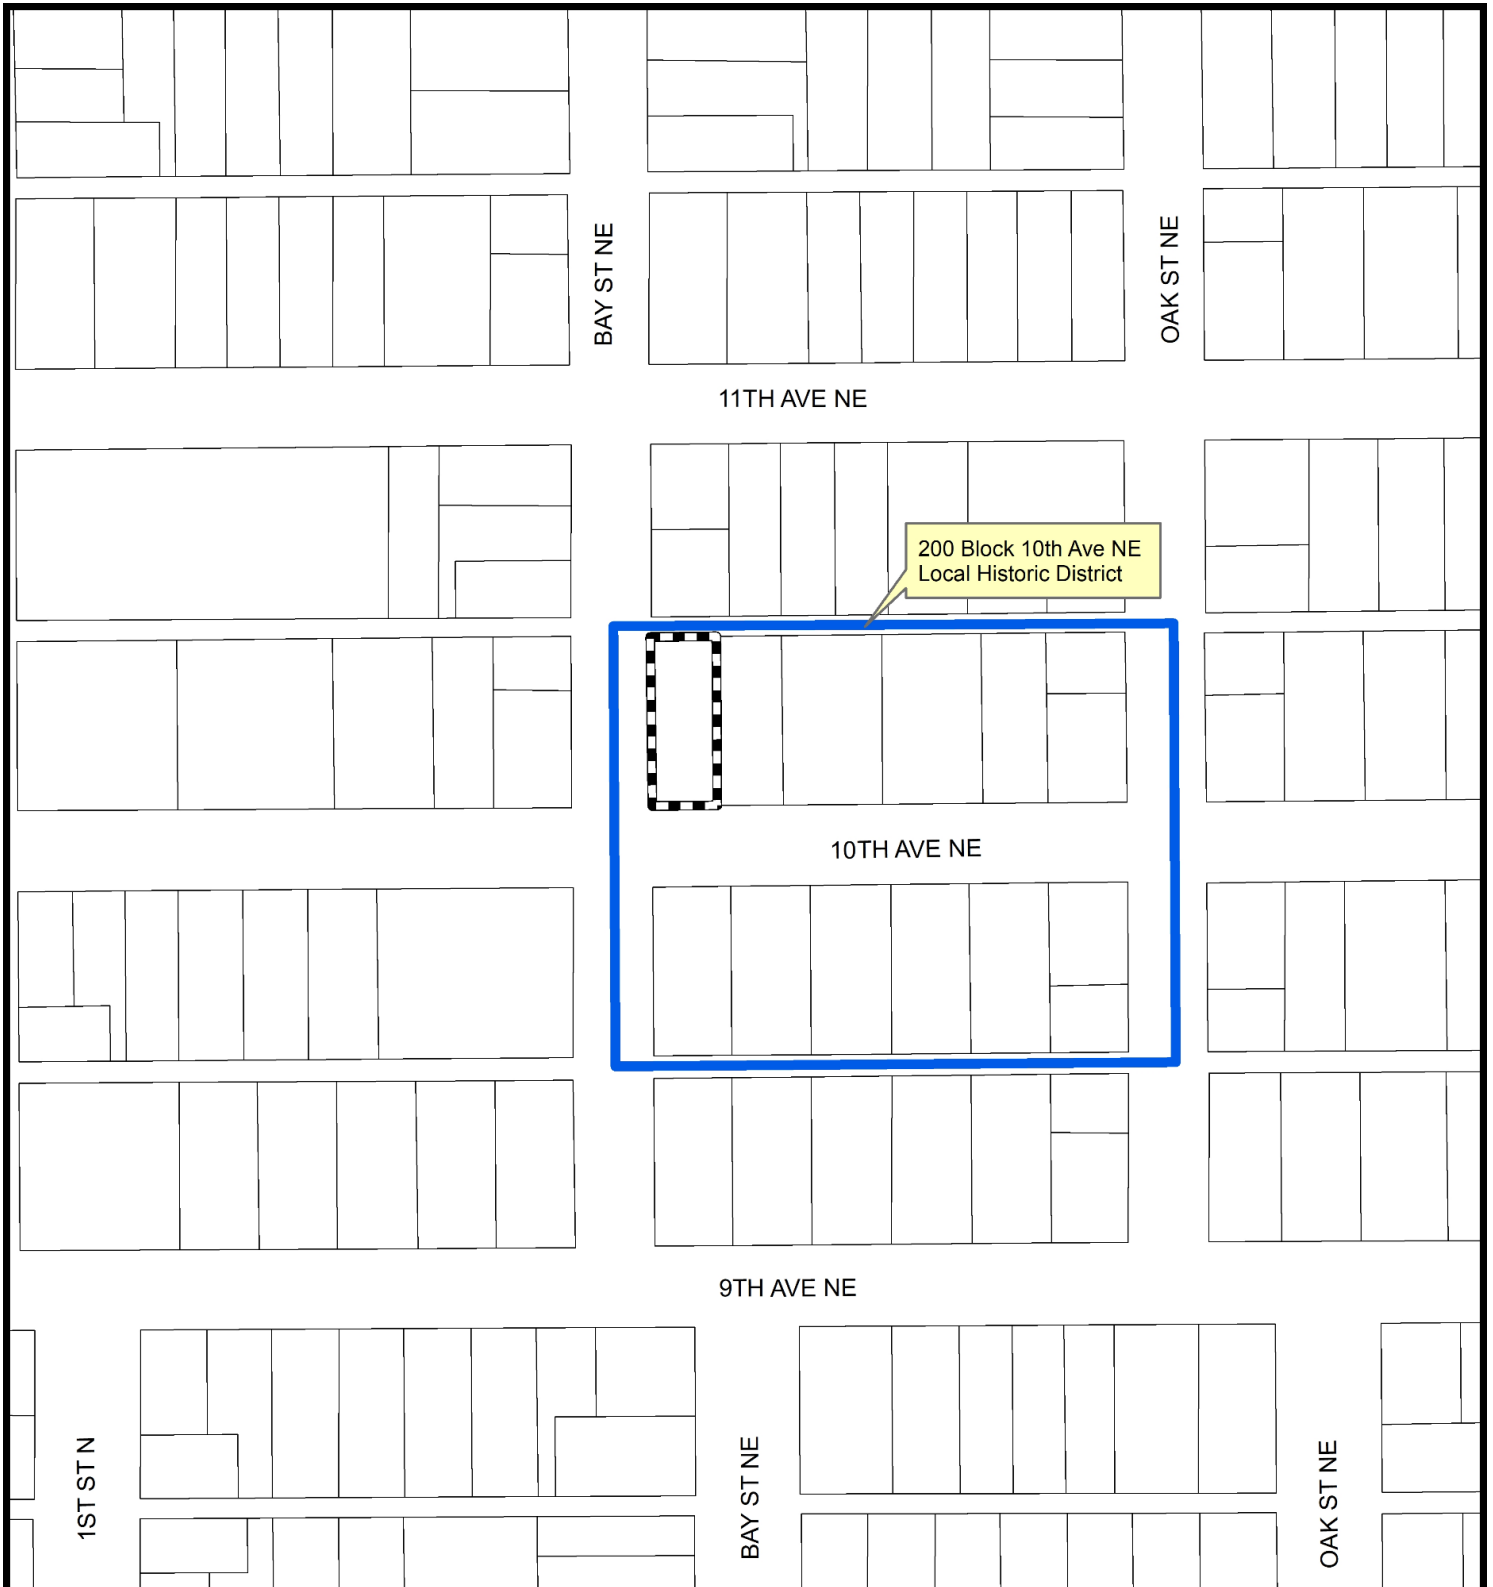 BAY ST NE
OAK ST NE
11TH AVE NE
200 Block 10th Ave NE
Local Historic District
10TH AVE NE
9TH AVE NE
1ST ST N
BAY ST NE
OAK ST NE